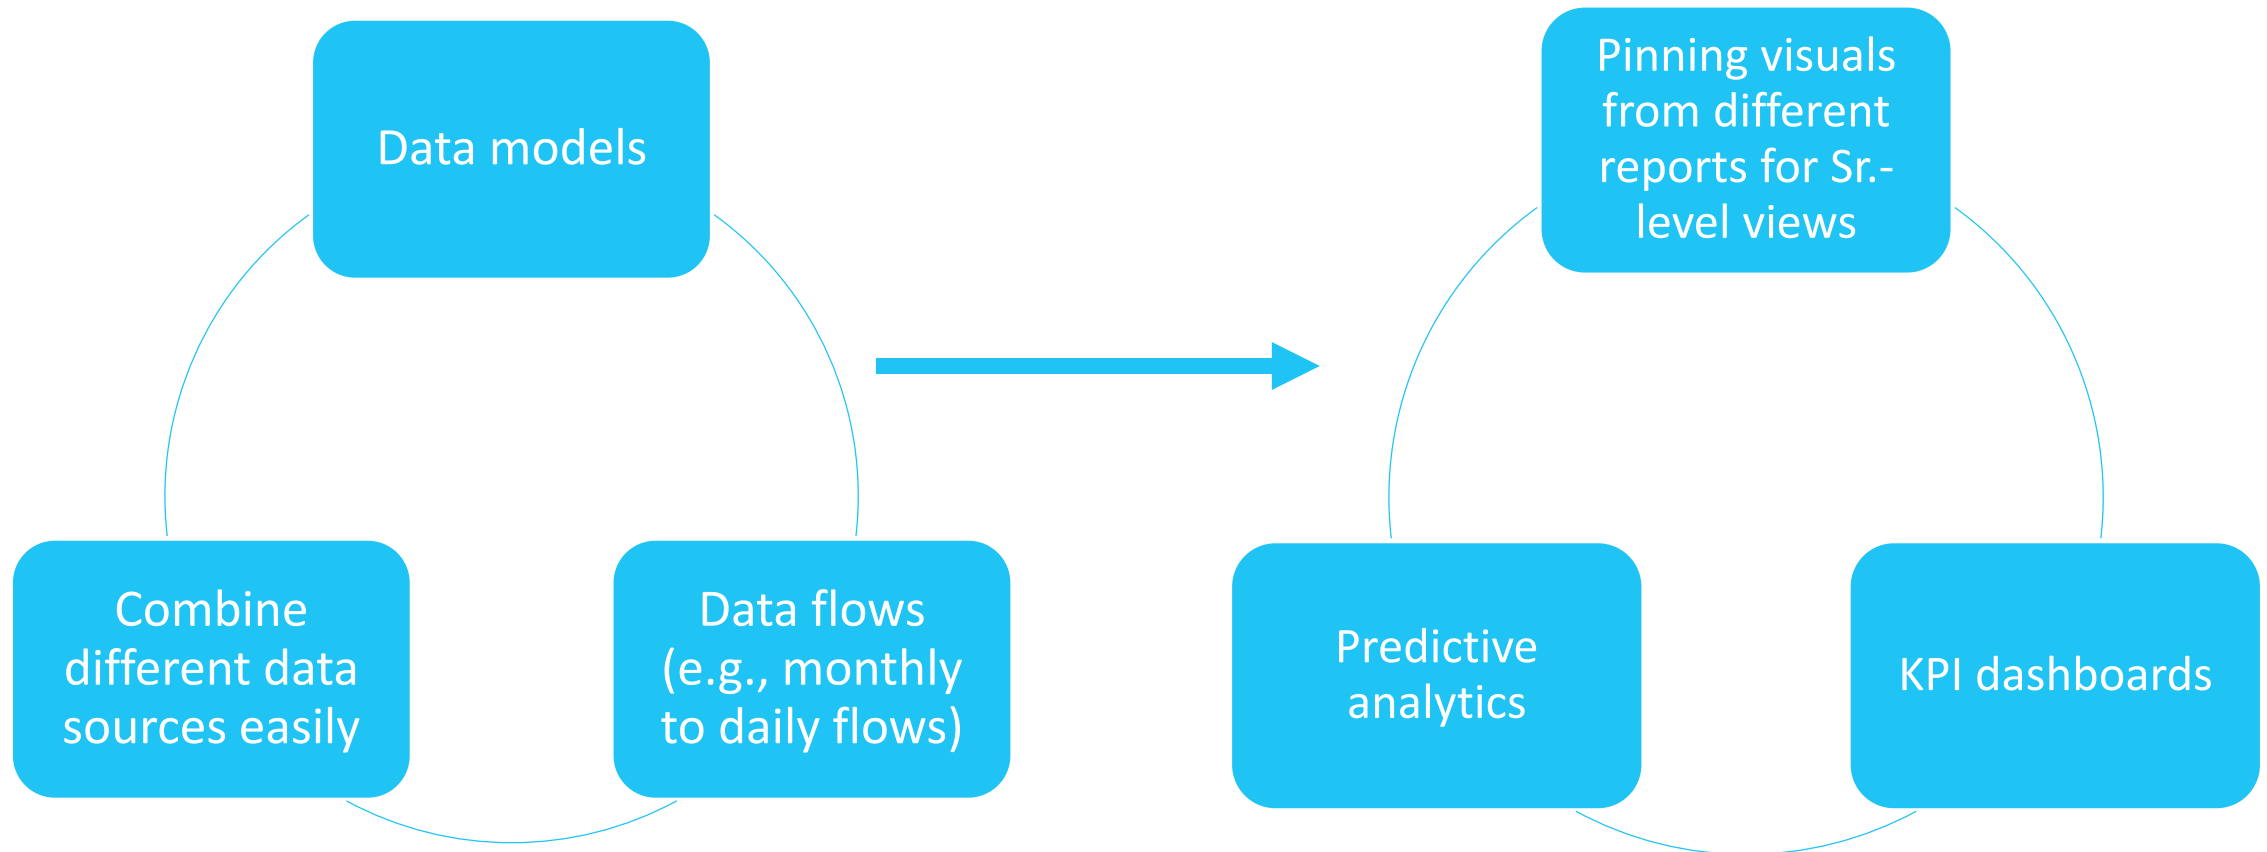 Data models
Combine
different data
sources easily
Data flows
(e.g., monthly
to daily flows)
Pinning visuals
from different
reports for Sr.-
level views
Predictive
analytics
KPI dashboards